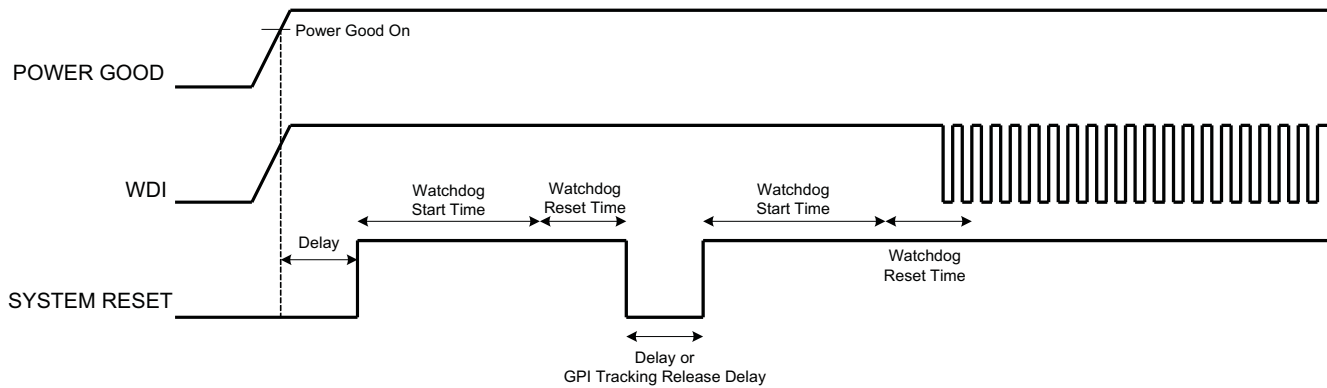 Power Good On
POWER GOOD
WDI
Watchdog
Start Time
Watchdog
Reset Time
Watchdog
Start Time
Delay
Watchdog
Reset Time
SYSTEM RESET
Delay or
GPI Tracking Release Delay